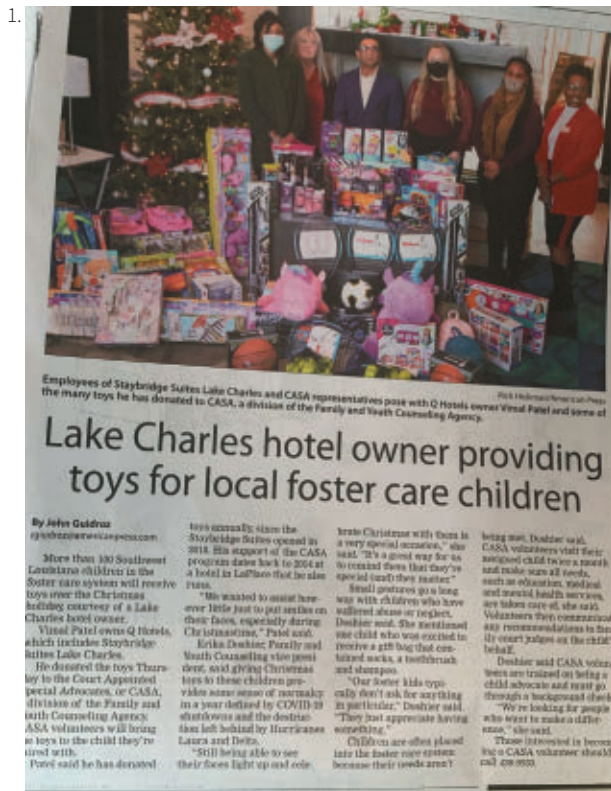 1.
Rick Hickman/American Press
Employees of Staybridge Suites Lake Charles and CASA representatives pose with Q Hotels owner Vimal Patel and some of
the many toys he has donated to CASA, a division of the Family and Youth Counseling Agency.
Lake Charles hotel owner providing
toys for local foster care children
By John Guidroz
jguidroz@americanpress.com
More than 100 Southwest
Louisiana children in the
foster care system will receive
toys over the Christmas
holiday, courtesy of a Lake
Charles hotel owner.
Vimal Patel owns Q Hotels,
which includes Staybridge
Suites Lake Charles.
He donated the toys Thurs-
ay to the Court Appointed
pecial Advocates, or CASA,
division of the Family and
outh Counseling Agency.
ASA volunteers will bring
e toys to the child they're
ired with.
Patel said he has donated
toys annually, since the
Staybridge Suites opened in
2018. His support of the CASA
program dates back to 2014 at
a hotel in LaPlace that he also
runs.
"We wanted to assist how-
ever little just to put smiles on
their faces, especially during
Christmastime," Patel said.
Erika Doshier, Family and
Youth Counseling vice presi-
dent, said giving Christmas
toys to these children pro-
vides some sense of normalcy
in a year defined by COVID-19
shutdowns and the destruc-
tion left behind by Hurricanes
Laura and Delta.
"Still being able to see
their faces light up and cele-
brate Christmas with them is
a very special occasion," she
said. "It's a great way for us
to remind them that they're
special (and) they matter."
Small gestures go a long
way with children who have
suffered abuse or neglect,
Doshier said. She mentioned
one child who was excited to
receive a gift bag that con-
tained socks, a toothbrush
and shampoo.
"Our foster kids typi-
cally don't ask for anything
in particular," Doshier said.
"They just appreciate having
something."
Children are often placed
into the foster care system
because their needs aren't
being met, Doshier said.
CASA volunteers visit their
assigned child twice a month
and make sure all needs,
such as education, medical
and mental health services,
are taken care of, she said.
Volunteers then communicat
any recommendations to the
ily court judges on the child'
behalf.
Doshier said CASA volun
teers are trained on being a
child advocate and must go
through a background check
"We're looking for people
who want to make a differ-
ence," she said.
Those interested in becom
ing a CASA volunteer should
call